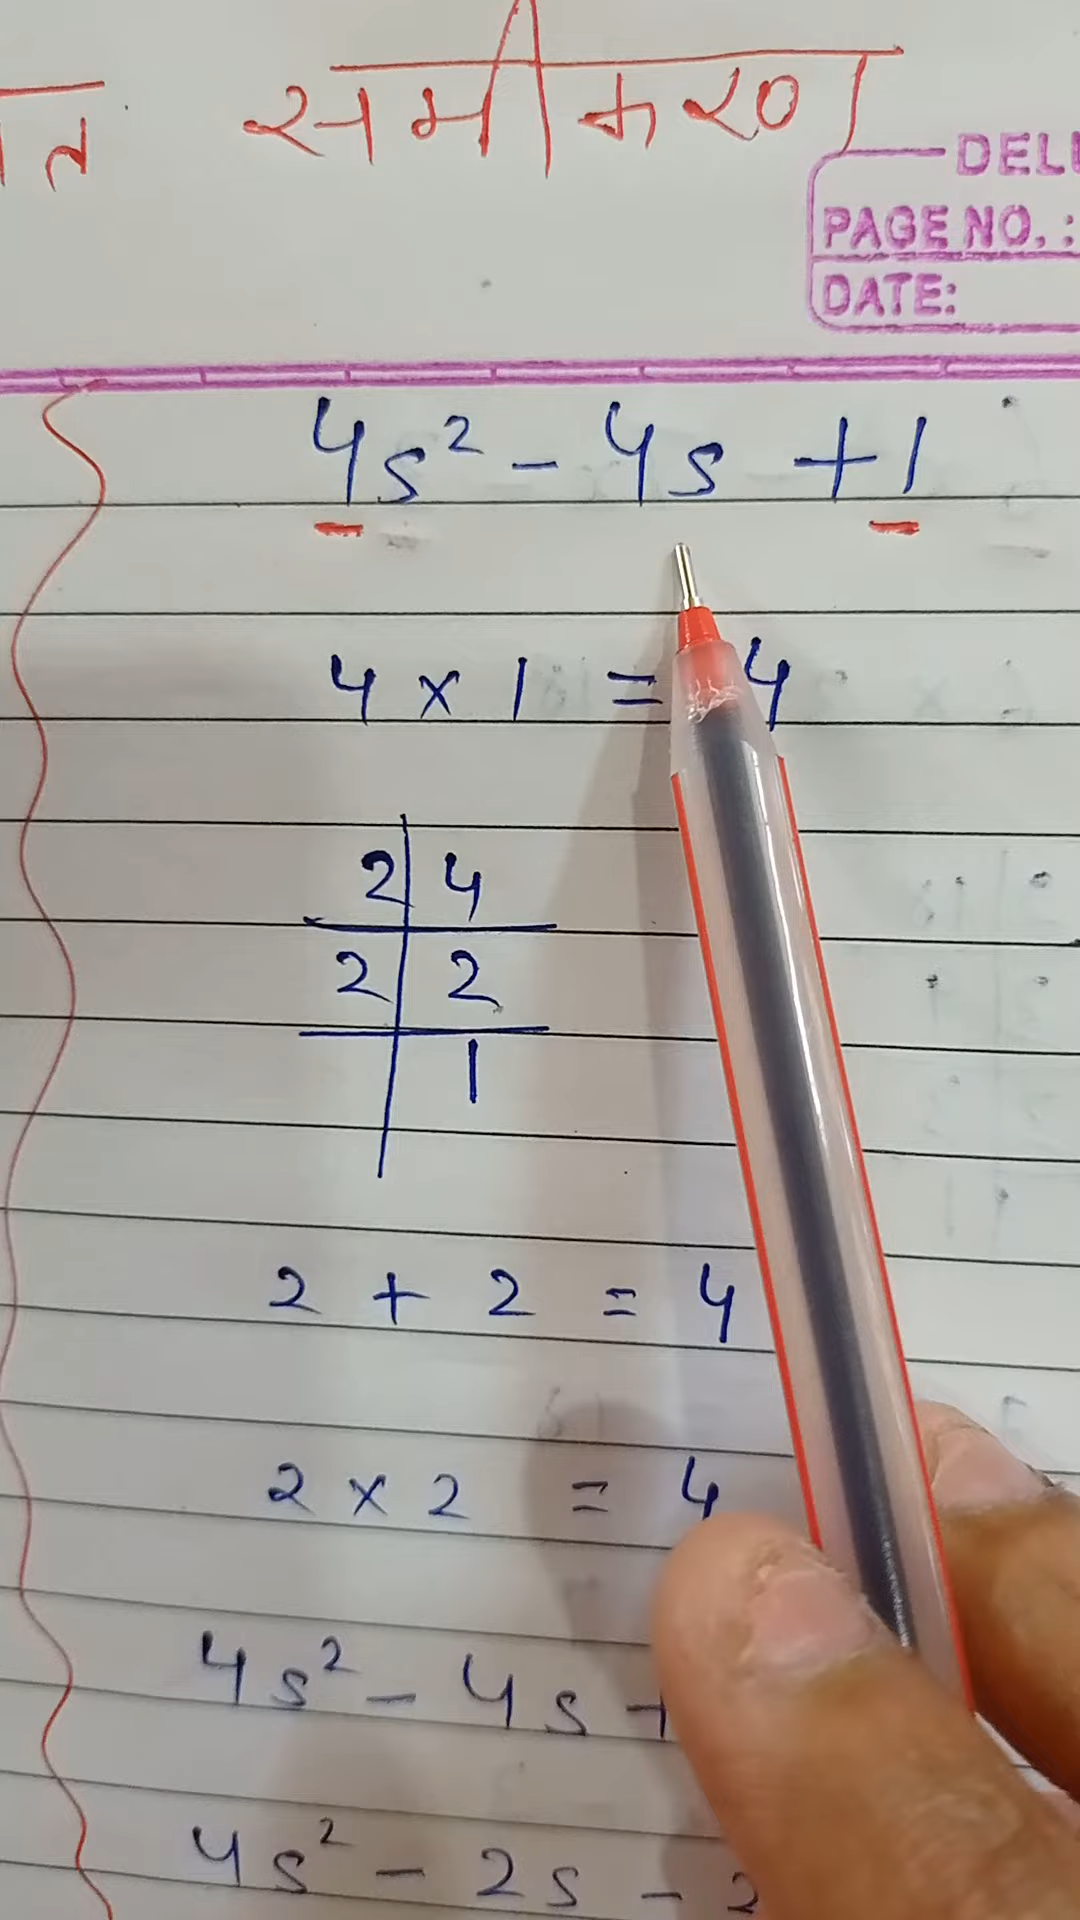 त समीकरण
DELU
PAGE NO. :
DATE:
4s² - 4s + 1
4 × 1 = 4
2 | 4
2 | 2
1
2 + 2 = 4
2 × 2 = 4
4s² - 4s +
4s² - 2s - 2